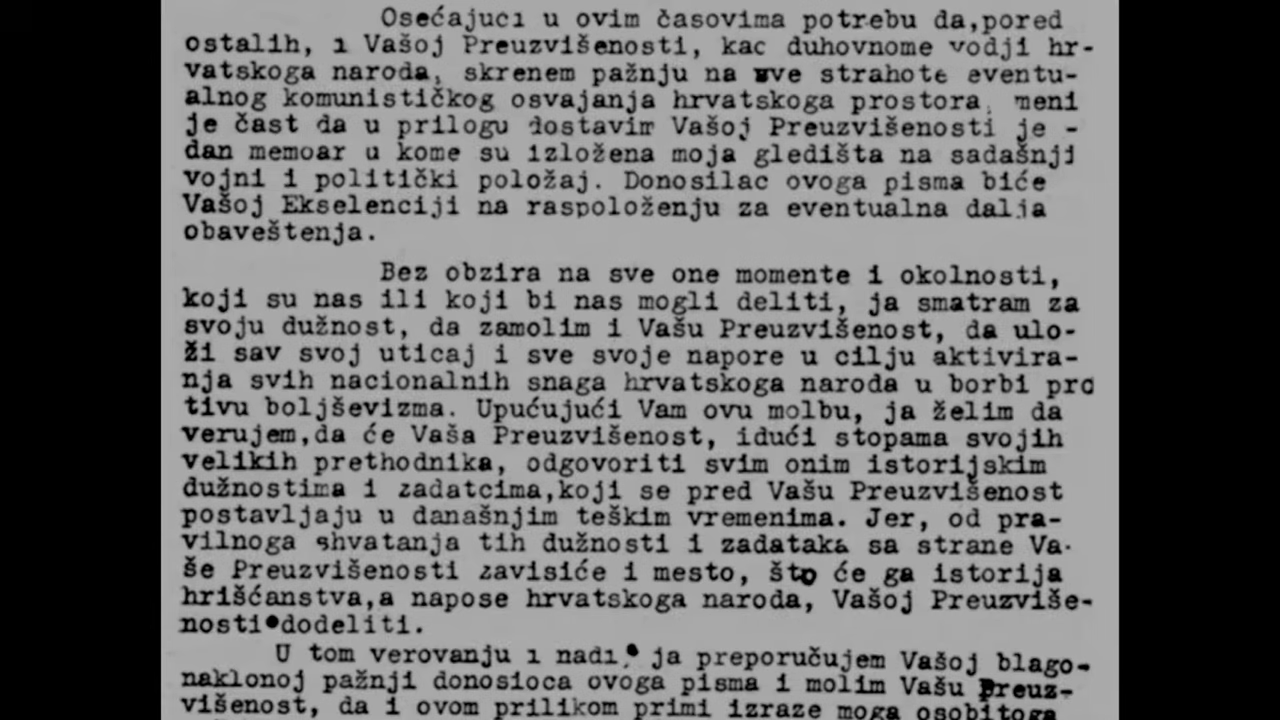 Osećajući u ovim časovima potrebu da,pored
ostalih, i Vašoj Preuzvišenosti, kao duhovnome vodji hr-
vatskoga naroda, skrenem pažnju na sve strahote eventu-
alnog komunističkog osvajanja hrvatskoga prostora, meni
je čast da u prilogu dostavim Vašoj Preuzvišenosti je -
dan memoar u kome su izložena moja gledišta na sadašnji
vojni i politički položaj. Donosilac ovoga pisma biće
Vašoj Ekselenciji na raspoloženju za eventualna dalja
obaveštenja.
Bez obzira na sve one momente i okolnosti,
koji su nas ili koji bi nas mogli deliti, ja smatram za
svoju dužnost, da zamolim i Vašu Preuzvišenost, da ulo-
ži sav svoj uticaj i sve svoje napore u cilju aktivira-
nja svih nacionalnih snaga hrvatskoga naroda u borbi pro
tivu boljševizma. Upućujući Vam ovu molbu, ja želim da
verujem,da će Vaša Preuzvišenost, idući stopama svojih
velikih prethodnika, odgovoriti svim onim istorijskim
dužnostima i zadatcima,koji se pred Vašu Preuzvišenost
postavljaju u današnjim teškim vremenima. Jer, od pra-
vilnoga shvatanja tih dužnosti i zadataka sa strane Va-
še Preuzvišenosti zavisiće i mesto, što će ga istorija
hrišćanstva,a napose hrvatskoga naroda, Vašoj Preuzviše-
nosti dodeliti.
U tom verovanju i nadi, ja preporučujem Vašoj blago-
naklonoj pažnji donosioca ovoga pisma i molim Vašu Preuz-
višenost, da i ovom prilikom primi izraze moga osobitoga